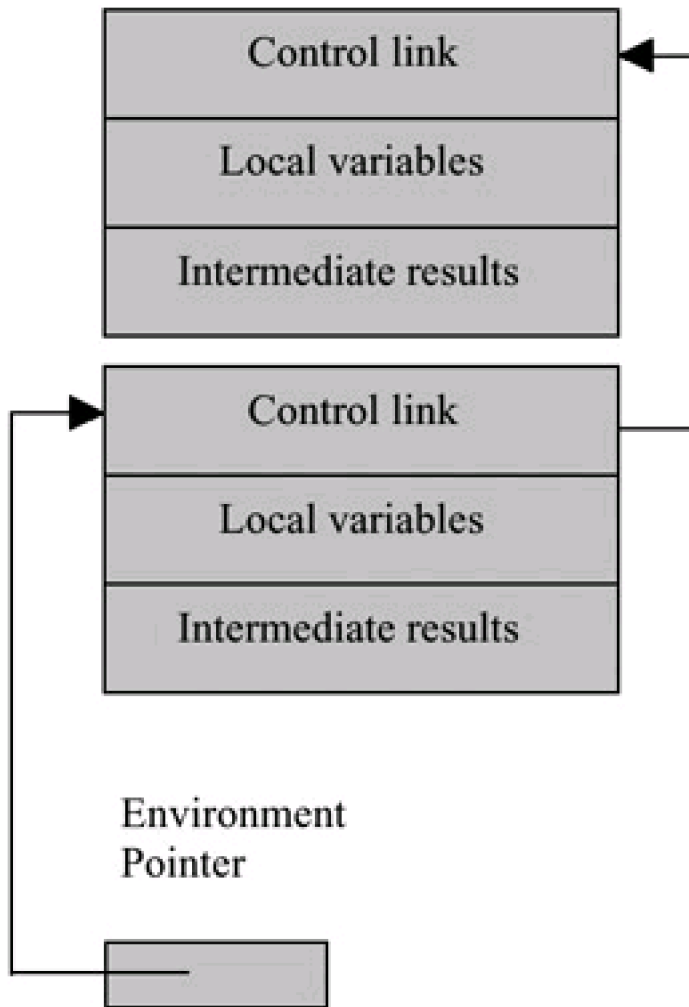 Control link
Local variables
Intermediate results
Control link
Local variables
Intermediate results
Environment
Pointer